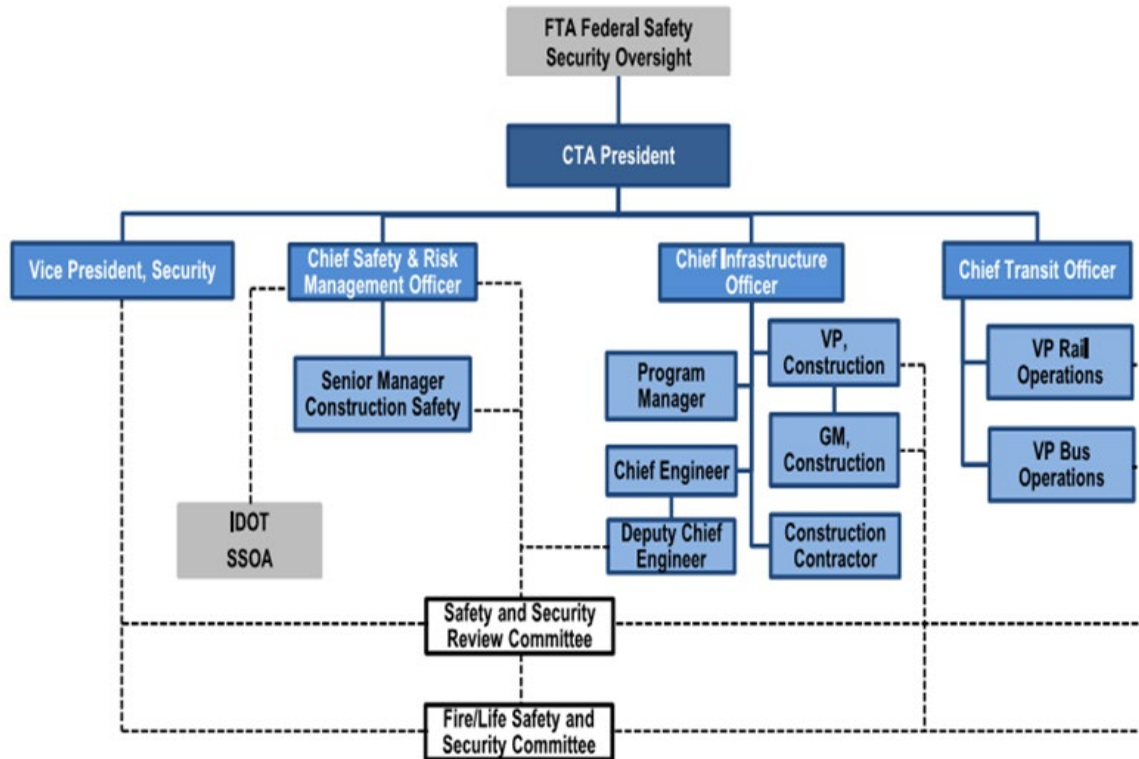 FTA Federal Safety
Security Oversight
CTA President
Vice President, Security
Chief Safety & Risk
Management Officer
Chief Infrastructure
Officer
Chief Transit Officer
Senior Manager
Construction Safety
Program
Manager
VP,
Construction
VP Rail
Operations
Chief Engineer
GM,
Construction
VP Bus
Operations
IDOT
SSOA
Deputy Chief
Engineer
Construction
Contractor
Safety and Security
Review Committee
Fire/Life Safety and
Security Committee